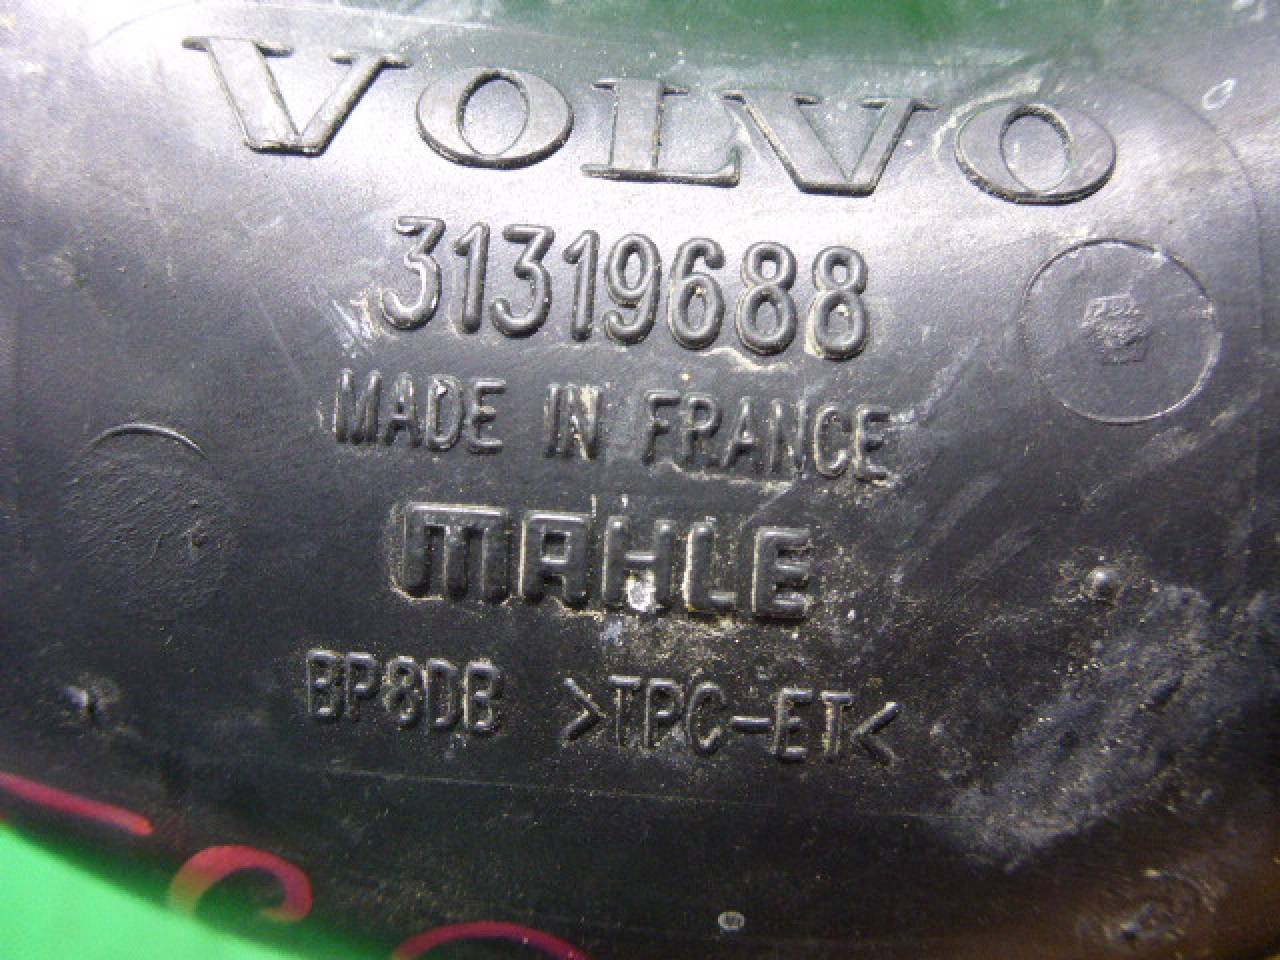 VOLVO
31319688
MADE IN FRANCE
MAHLE
BP8DB >TPC-ET<